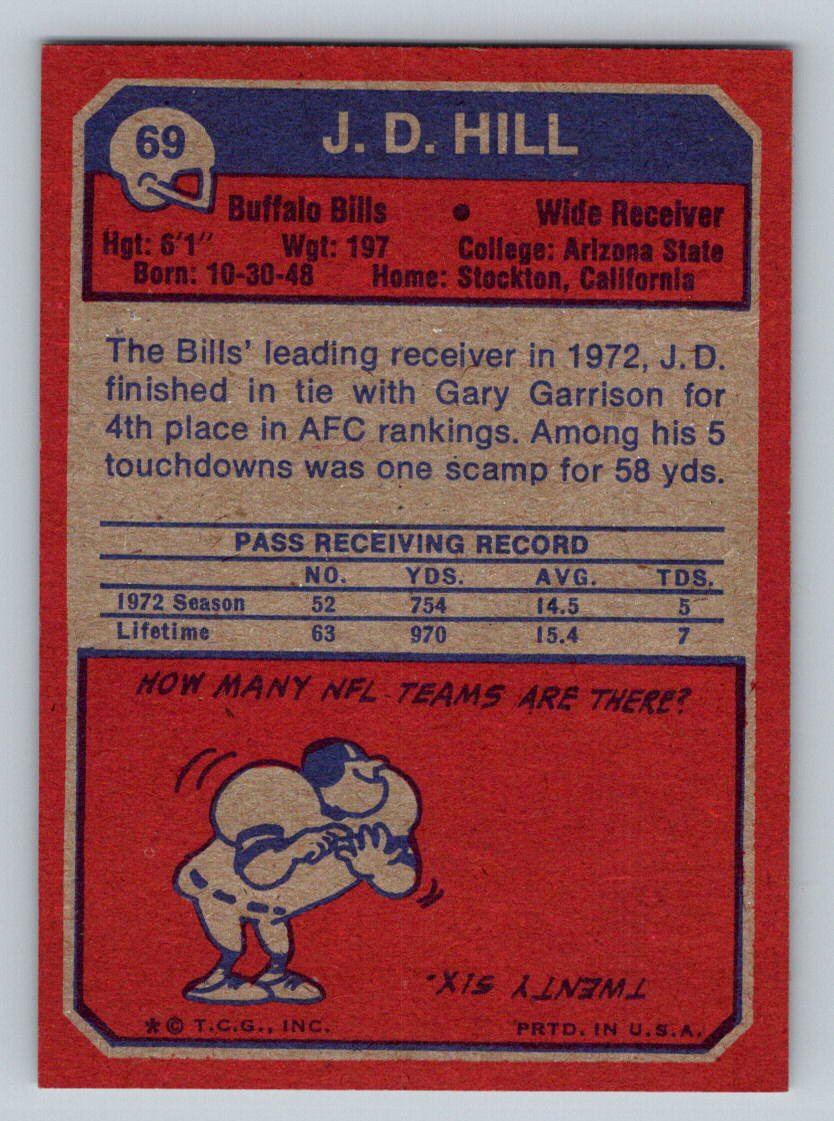 69
J. D. HILL
Buffalo Bills • Wide Receiver
Hgt: 6'1" Wgt: 197 College: Arizona State
Born: 10-30-48 Home: Stockton, California
The Bills' leading receiver in 1972, J. D.
finished in tie with Gary Garrison for
4th place in AFC rankings. Among his 5
touchdowns was one scamp for 58 yds.
PASS RECEIVING RECORD
NO. YDS. AVG. TDS.
1972 Season 52 754 14.5 5
Lifetime 63 970 15.4 7
HOW MANY NFL TEAMS ARE THERE?
TWENTY SIX.
* © T.C.G., INC. PRTD. IN U.S.A.